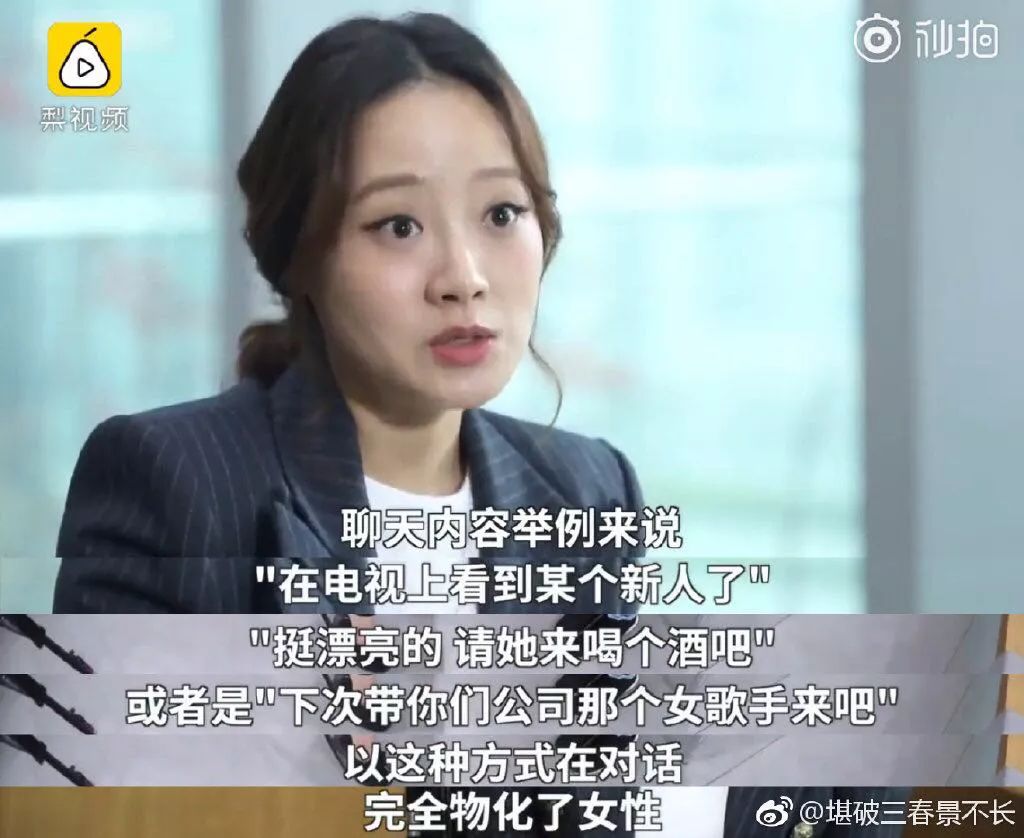 梨视频
秒拍
聊天内容举例来说
"在电视上看到某个新人了"
"挺漂亮的 请她来喝个酒吧"
或者是"下次带你们公司那个女歌手来吧"
以这种方式在对话
完全物化了女性
@堪破三春景不长